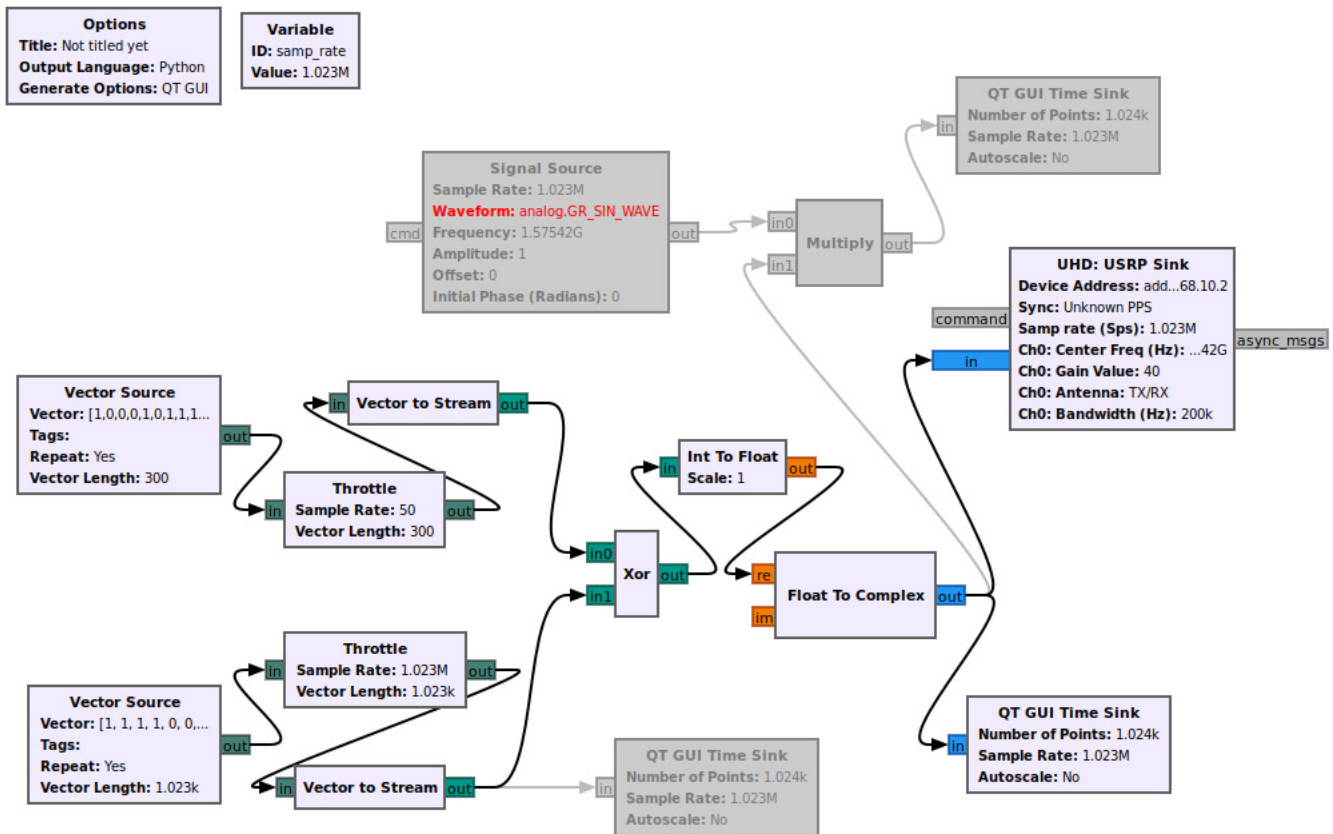 Options
Title: Not titled yet
Output Language: Python
Generate Options: QT GUI
Variable
ID: samp_rate
Value: 1.023M
QT GUI Time Sink
Number of Points: 1.024k
Sample Rate: 1.023M
Autoscale: No
in
Signal Source
Sample Rate: 1.023M
Waveform: analog.GR_SIN_WAVE
Frequency: 1.57542G
Amplitude: 1
Offset: 0
Initial Phase (Radians): 0
cmd
out
in0
in1
Multiply
out
UHD: USRP Sink
Device Address: add...68.10.2
Sync: Unknown PPS
Samp rate (Sps): 1.023M
Ch0: Center Freq (Hz): ...42G
Ch0: Gain Value: 40
Ch0: Antenna: TX/RX
Ch0: Bandwidth (Hz): 200k
command
in
async_msgs
Vector Source
Vector: [1,0,0,0,1,0,1,1,1...
Tags:
Repeat: Yes
Vector Length: 300
out
in
Vector to Stream
out
Throttle
Sample Rate: 50
Vector Length: 300
in
out
in
Int To Float
Scale: 1
out
in0
in1
Xor
out
re
im
Float To Complex
out
Throttle
Sample Rate: 1.023M
Vector Length: 1.023k
in
out
Vector Source
Vector: [1, 1, 1, 1, 0, 0,...
Tags:
Repeat: Yes
Vector Length: 1.023k
out
in
Vector to Stream
out
QT GUI Time Sink
Number of Points: 1.024k
Sample Rate: 1.023M
Autoscale: No
in
QT GUI Time Sink
Number of Points: 1.024k
Sample Rate: 1.023M
Autoscale: No
in